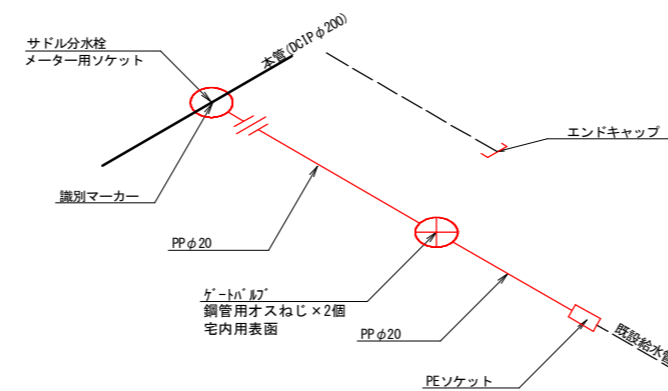 サドル分水栓
メーター用ソケット
本管(DCIPφ200)
エンドキャップ
識別マーカー
PPφ20
ｹﾞｰﾄﾊﾞﾙﾌﾞ
鋼管用オスねじ×2個
宅内用表函
PPφ20
既設給水管
PEソケット